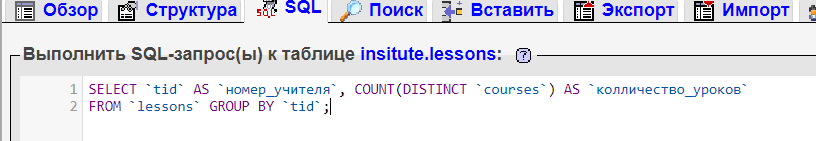 Обзор Структура SQL Поиск Вставить Экспорт Импорт
Выполнить SQL-запрос(ы) к таблице insitute.lessons:
1 SELECT `tid` AS `номер_учителя`, COUNT(DISTINCT `courses`) AS `колличество_уроков`
2 FROM `lessons` GROUP BY `tid`;